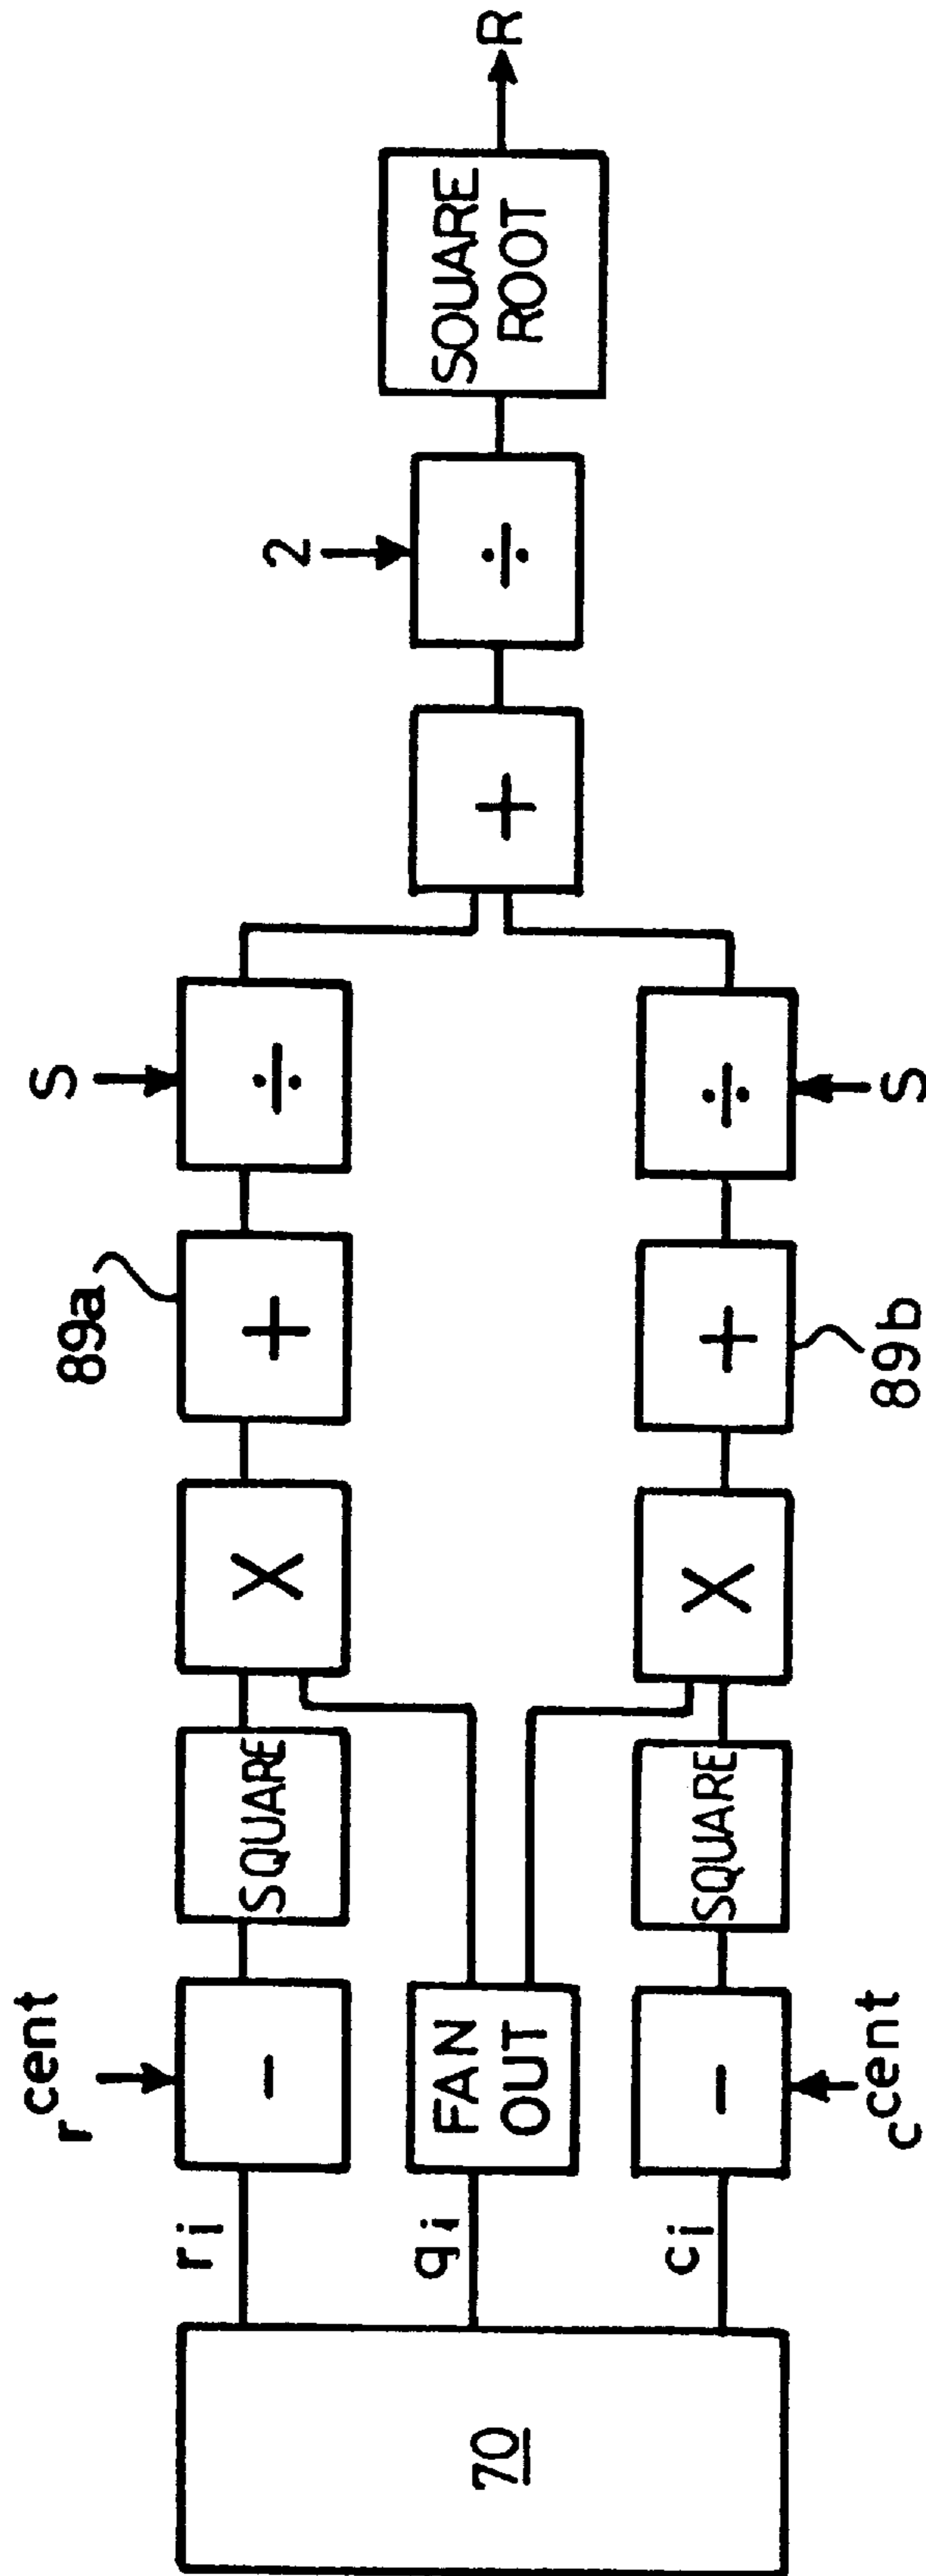 70
r_i
q_i
c_i
r^cent
c^cent
-
FAN
OUT
-
SQUARE
SQUARE
X
X
89a
+
+
89b
S
÷
÷
S
+
2
÷
SQUARE
ROOT
R